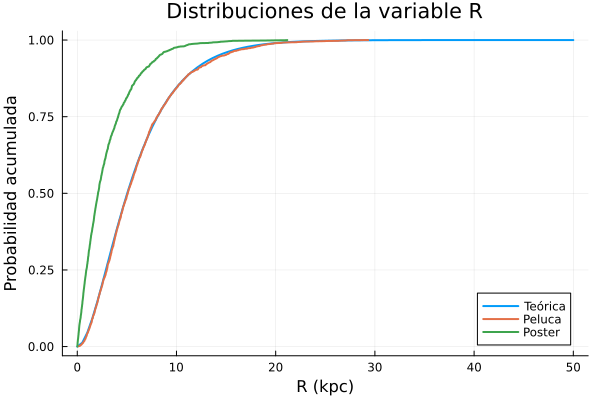 Distribuciones de la variable R
Probabilidad acumulada
1.00
0.75
0.50
0.25
0.00
Teórica
Peluca
Poster
0 10 20 30 40 50
R (kpc)